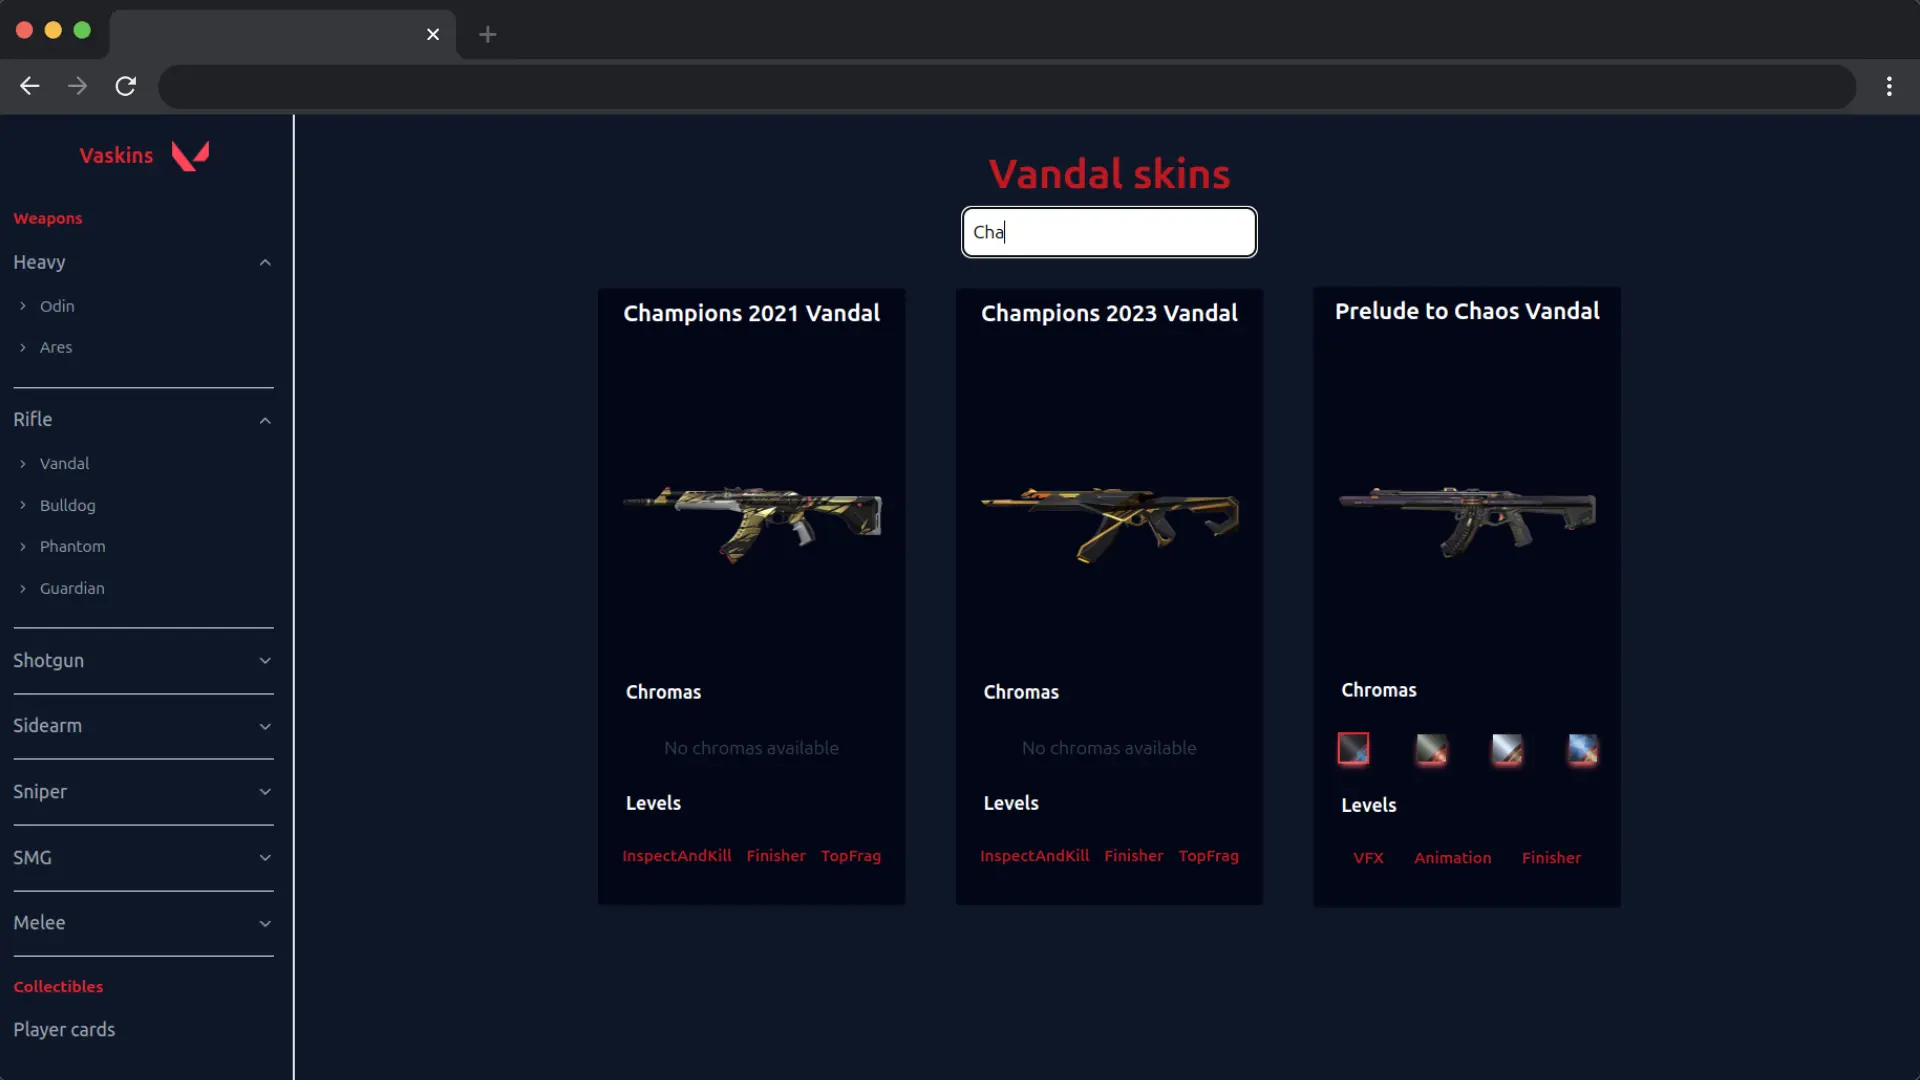 Vaskins
Weapons
Heavy
Odin
Ares
Rifle
Vandal
Bulldog
Phantom
Guardian
Shotgun
Sidearm
Sniper
SMG
Melee
Collectibles
Player cards
Vandal skins
Cha
Champions 2021 Vandal
Chromas
No chromas available
Levels
InspectAndKill Finisher TopFrag
Champions 2023 Vandal
Chromas
No chromas available
Levels
InspectAndKill Finisher TopFrag
Prelude to Chaos Vandal
Chromas
Levels
VFX Animation Finisher